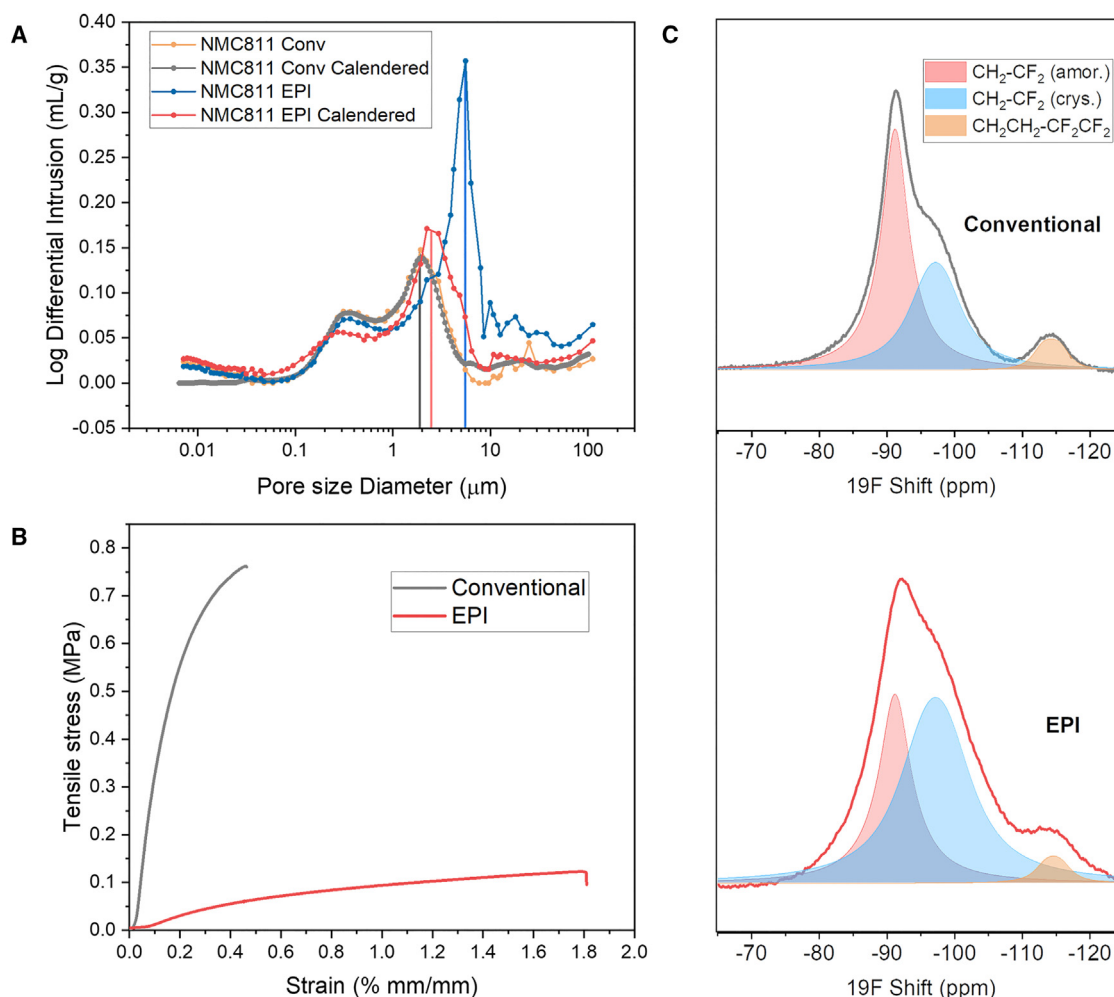 A
Log Differential Intrusion (mL/g)
0.40
0.35
0.30
0.25
0.20
0.15
0.10
0.05
0.00
-0.05
NMC811 Conv
NMC811 Conv Calendered
NMC811 EPI
NMC811 EPI Calendered
0.01 0.1 1 10 100
Pore size Diameter (μm)
B
Tensile stress (MPa)
0.8
0.7
0.6
0.5
0.4
0.3
0.2
0.1
0.0
Conventional
EPI
0.0 0.2 0.4 0.6 0.8 1.0 1.2 1.4 1.6 1.8 2.0
Strain (% mm/mm)
C
CH₂-CF₂ (amor.)
CH₂-CF₂ (crys.)
CH₂CH₂-CF₂CF₂
Conventional
-70 -80 -90 -100 -110 -120
19F Shift (ppm)
EPI
-70 -80 -90 -100 -110 -120
19F Shift (ppm)